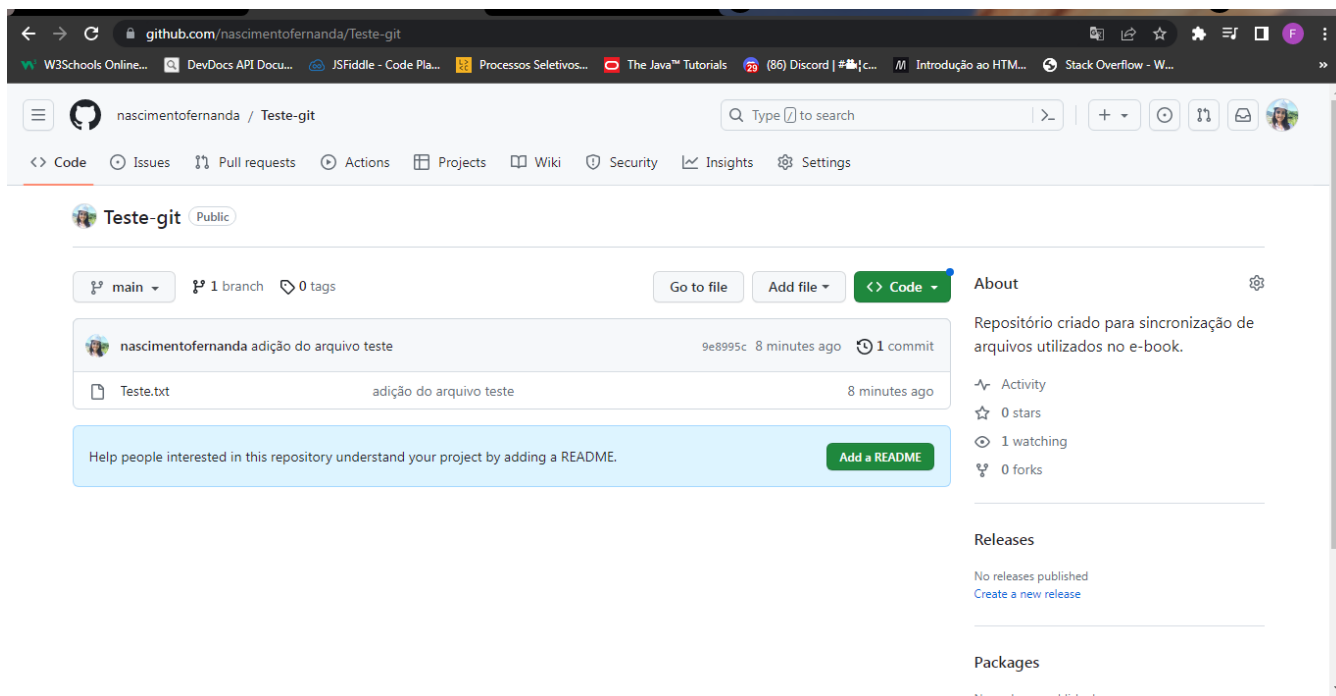 github.com/nascimentofernanda/Teste-git
F
W3Schools Online... DevDocs API Docu... JSFiddle - Code Pla... Processos Seletivos... The Java™ Tutorials (86) Discord | Introdução ao HTM... Stack Overflow - W... »
nascimentofernanda / Teste-git
Type / to search
Code Issues Pull requests Actions Projects Wiki Security Insights Settings
Teste-git Public
main 1 branch 0 tags Go to file Add file <> Code
nascimentofernanda adição do arquivo teste 9e8995c 8 minutes ago 1 commit
Teste.txt adição do arquivo teste 8 minutes ago
Help people interested in this repository understand your project by adding a README. Add a README
About
Repositório criado para sincronização de
arquivos utilizados no e-book.
Activity
0 stars
1 watching
0 forks
Releases
No releases published
Create a new release
Packages